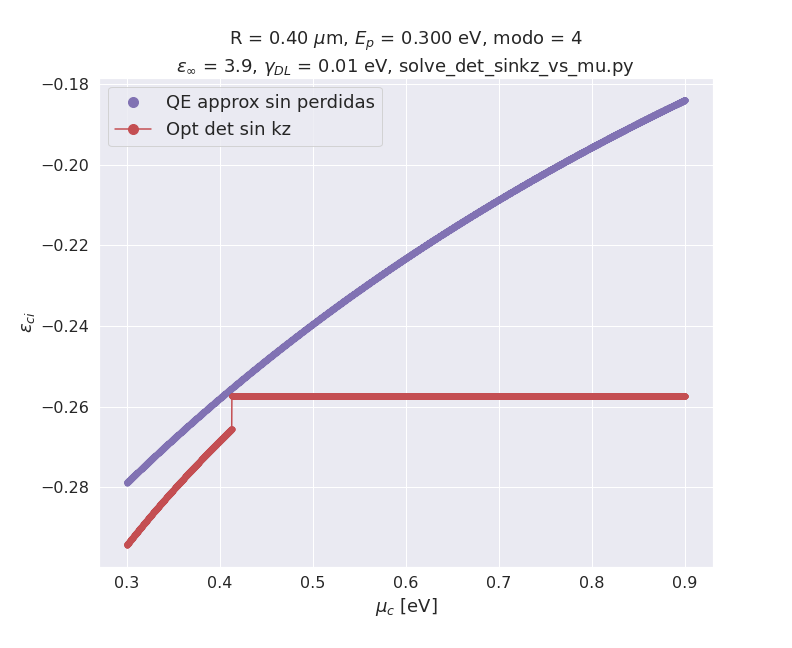 R = 0.40 μm, E_p = 0.300 eV, modo = 4
ε_∞ = 3.9, γ_DL = 0.01 eV, solve_det_sinkz_vs_mu.py
QE approx sin perdidas
Opt det sin kz
−0.18
−0.20
−0.22
−0.24
−0.26
−0.28
ε_ci
0.3 0.4 0.5 0.6 0.7 0.8 0.9
μ_c [eV]